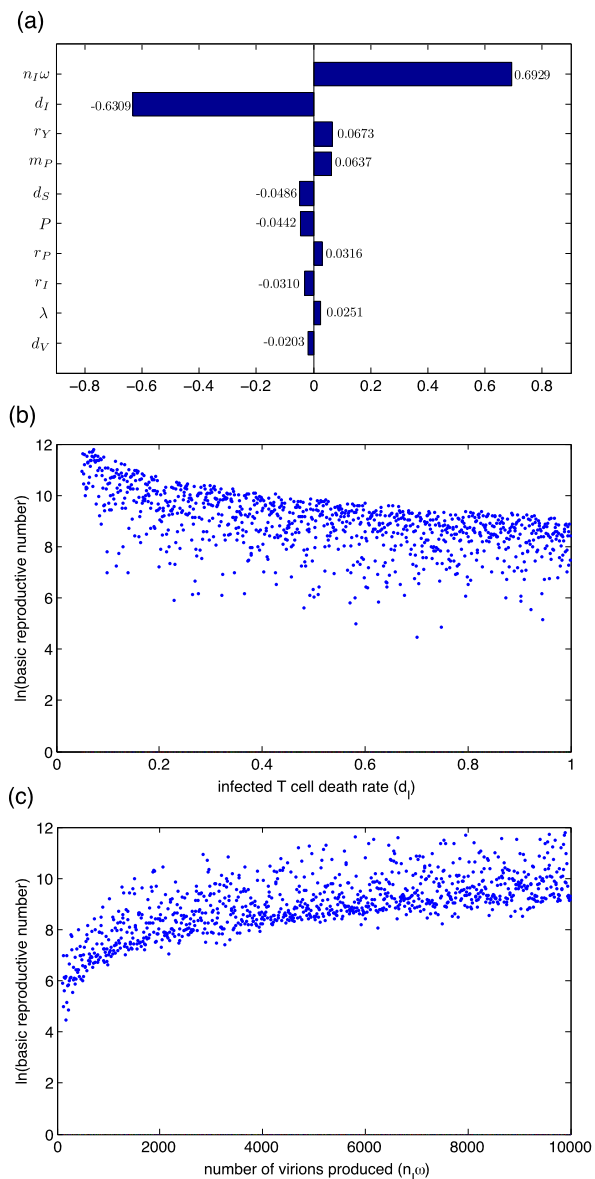 (a)
n_Iω 0.6929
d_I -0.6309
r_Y 0.0673
m_P 0.0637
d_S -0.0486
P -0.0442
r_P 0.0316
r_I -0.0310
λ 0.0251
d_V -0.0203
−0.8 −0.6 −0.4 −0.2 0 0.2 0.4 0.6 0.8
(b)
ln(basic reproductive number)
12
10
8
6
4
2
0
0 0.2 0.4 0.6 0.8 1
infected T cell death rate (d_I)
(c)
ln(basic reproductive number)
12
10
8
6
4
2
0
0 2000 4000 6000 8000 10000
number of virions produced (n_Iω)